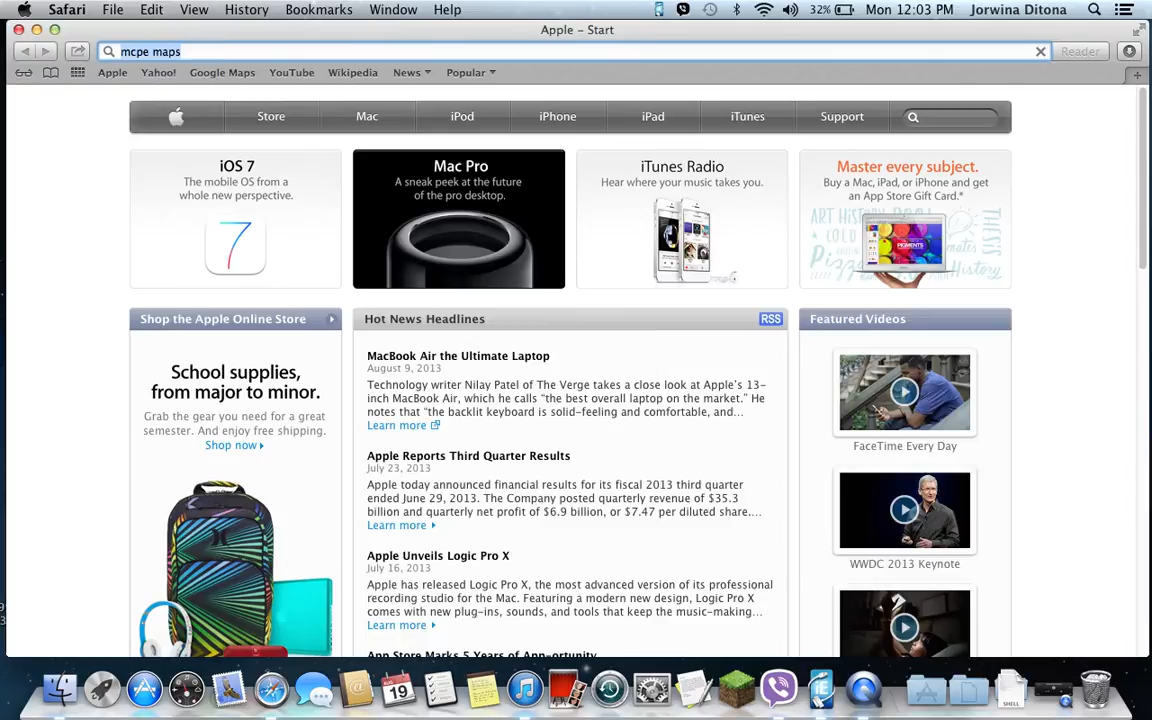 Safari File Edit View History Bookmarks Window Help 32% Mon 12:03 PM Jorwina Ditona
Apple – Start
mcpe maps Reader
Apple Yahoo! Google Maps YouTube Wikipedia News Popular
Store Mac iPod iPhone iPad iTunes Support
iOS 7
The mobile OS from a
whole new perspective.
7
Mac Pro
A sneak peek at the future
of the pro desktop.
iTunes Radio
Hear where your music takes you.
Master every subject.
Buy a Mac, iPad, or iPhone and get
an App Store Gift Card.*
ART HISTORY
PIGMENTS
History
Shop the Apple Online Store
School supplies,
from major to minor.
Grab the gear you need for a great
semester. And enjoy free shipping.
Shop now
Hot News Headlines RSS
MacBook Air the Ultimate Laptop
August 9, 2013
Technology writer Nilay Patel of The Verge takes a close look at Apple's 13-
inch MacBook Air, which he calls “the best overall laptop on the market.” He
notes that “the backlit keyboard is solid-feeling and comfortable, and...
Learn more
Apple Reports Third Quarter Results
July 23, 2013
Apple today announced financial results for its fiscal 2013 third quarter
ended June 29, 2013. The Company posted quarterly revenue of $35.3
billion and quarterly net profit of $6.9 billion, or $7.47 per diluted share....
Learn more
Apple Unveils Logic Pro X
July 16, 2013
Apple has released Logic Pro X, the most advanced version of its professional
recording studio for the Mac. Featuring a modern new design, Logic Pro X
comes with new plug-ins, sounds, and tools that keep the music-making...
Learn more
App Store Marks 5 Years of App-ortunity
Featured Videos
FaceTime Every Day
WWDC 2013 Keynote
AUG
19
SHELL